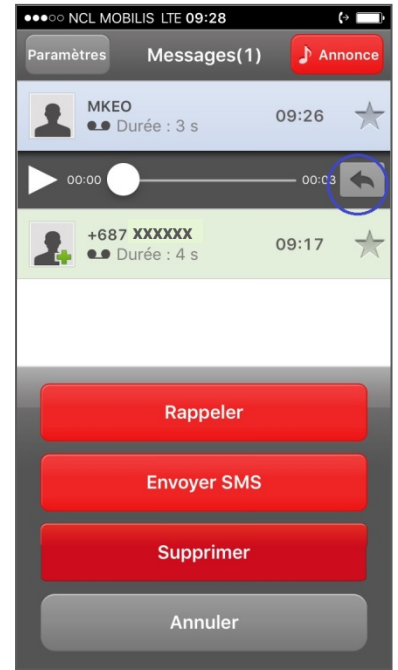 NCL MOBILIS LTE 09:28
Paramètres Messages(1) Annonce
MKEO
Durée : 3 s
09:26
00:00 00:03
+687 XXXXXX
Durée : 4 s
09:17
Rappeler
Envoyer SMS
Supprimer
Annuler